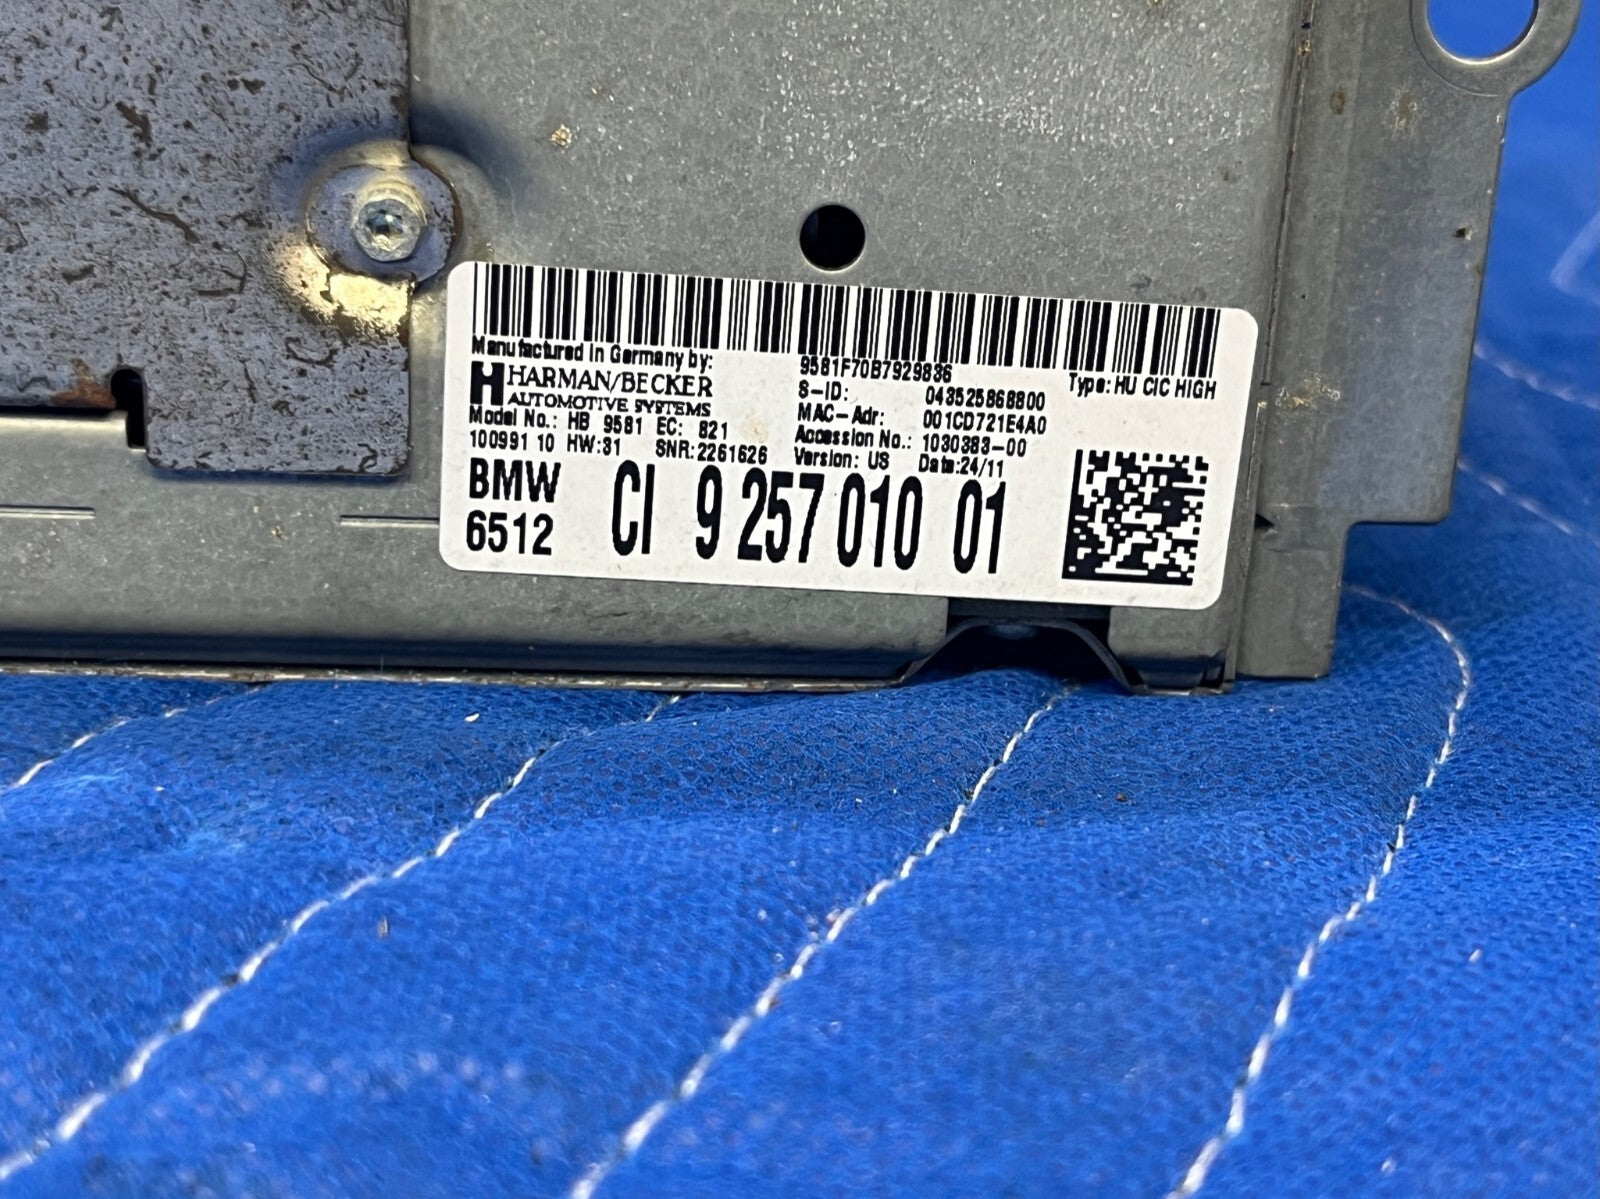 Manufactured in Germany by:
HARMAN/BECKER
AUTOMOTIVE SYSTEMS
Model No.: HB 9581 EC: 821
100991 10 HW:31 SNR:2261626
9581F70B7929836
S-ID: 043525868800
MAC-Adr: 001CD721E4A0
Accession No.: 1030383-00
Version: US Date:24/11
Type: HU CIC HIGH
BMW
6512
CI 9 257 010 01